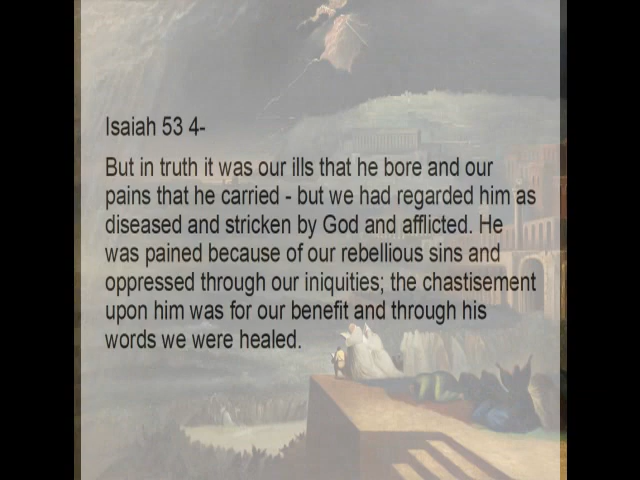 Isaiah 53 4-
But in truth it was our ills that he bore and our
pains that he carried - but we had regarded him as
diseased and stricken by God and afflicted. He
was pained because of our rebellious sins and
oppressed through our iniquities; the chastisement
upon him was for our benefit and through his
words we were healed.